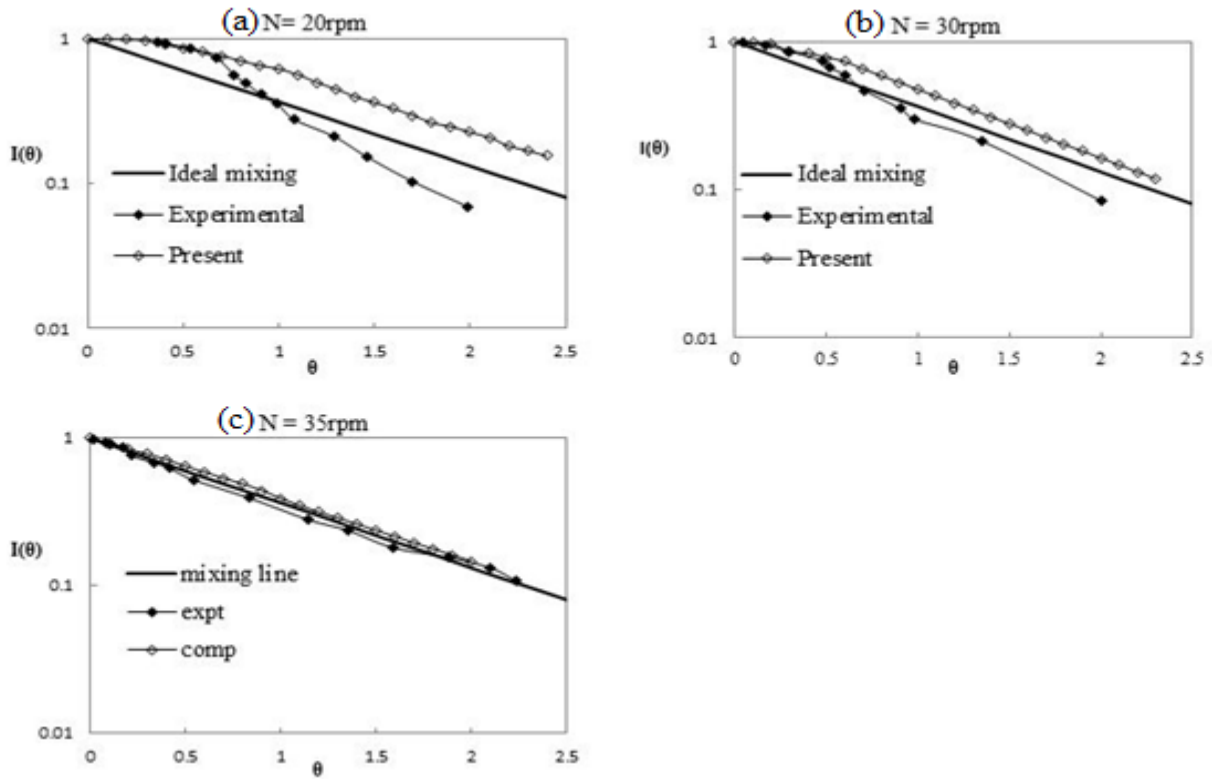 (a) N= 20rpm
1
I(θ)
0.1
0.01
Ideal mixing
Experimental
Present
0 0.5 1 1.5 2 2.5
θ
(b) N = 30rpm
1
I(θ)
0.1
0.01
Ideal mixing
Experimental
Present
0 0.5 1 1.5 2 2.5
θ
(c) N = 35rpm
1
I(θ)
0.1
0.01
mixing line
expt
comp
0 0.5 1 1.5 2 2.5
θ